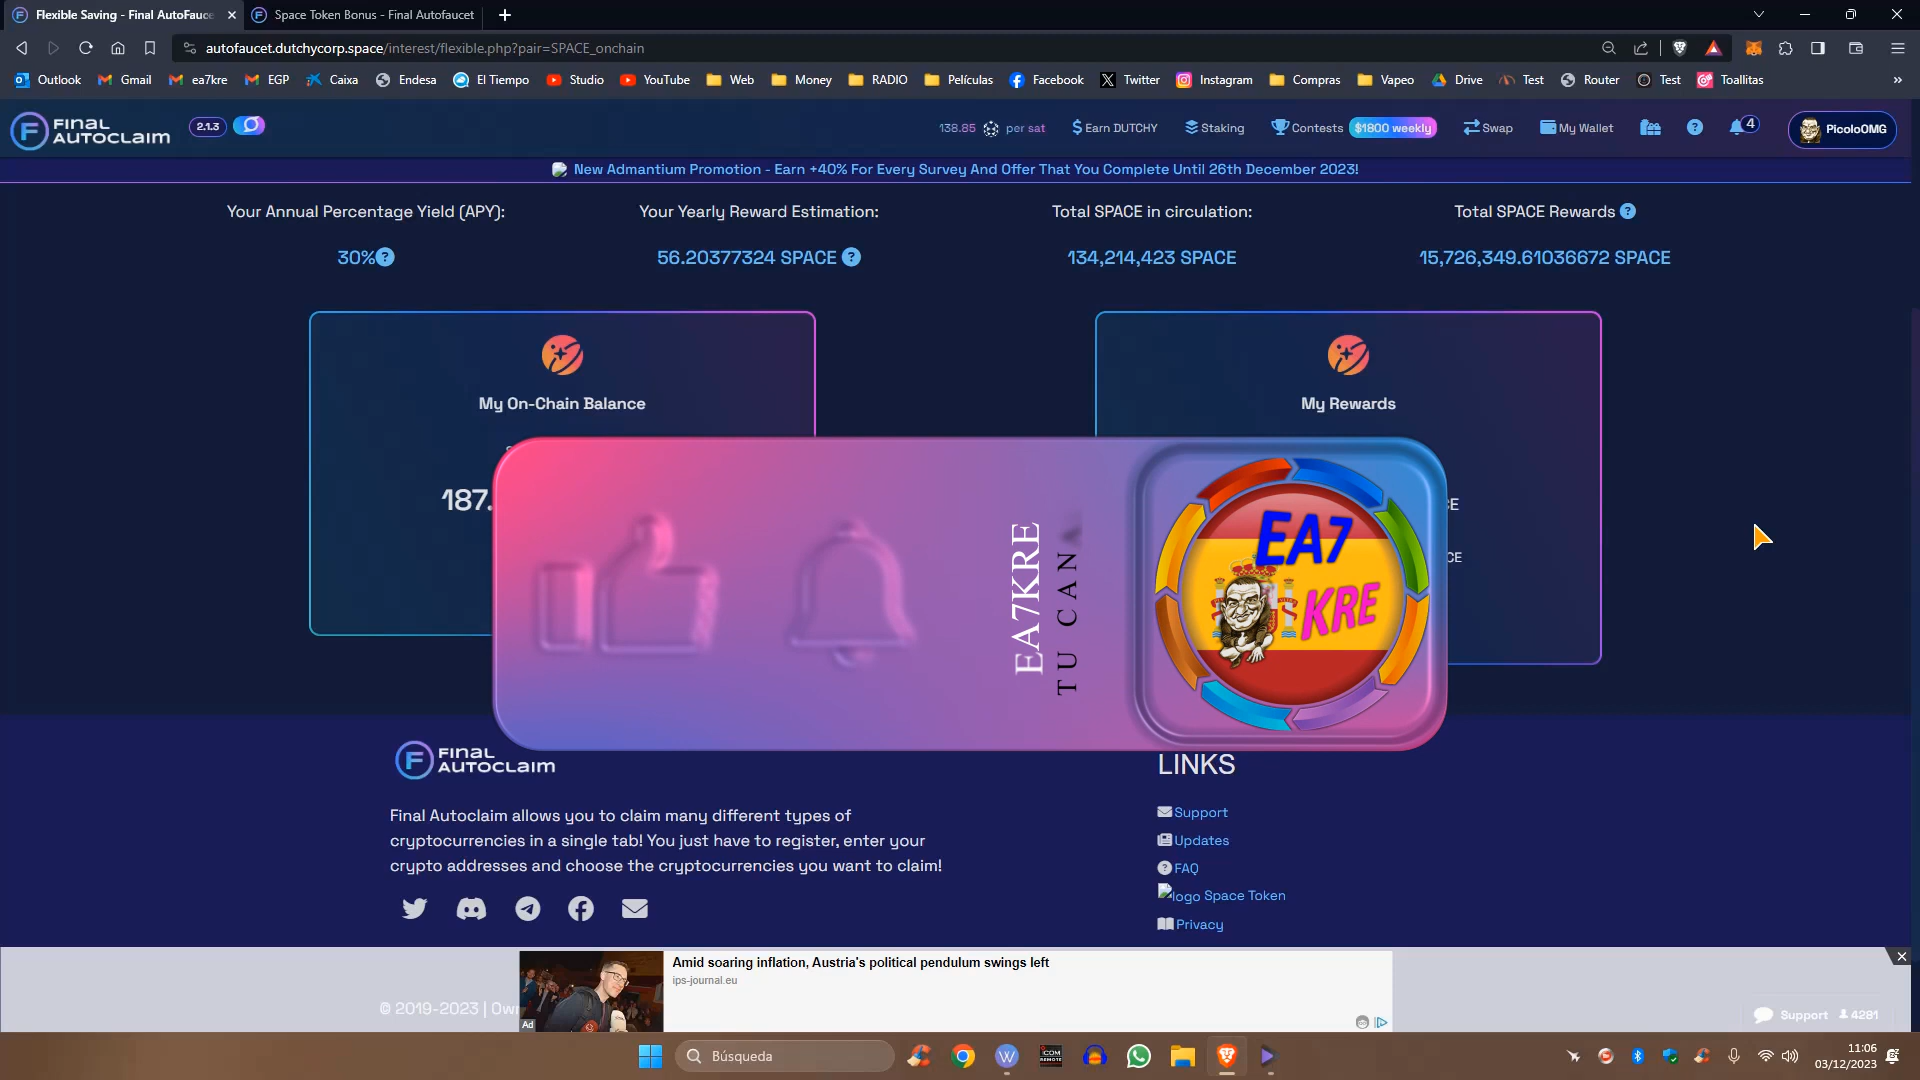 Flexible Saving - Final AutoFauce
Space Token Bonus - Final Autofaucet
autofaucet.dutchycorp.space/interest/flexible.php?pair=SPACE_onchain
Outlook
Gmail
ea7kre
EGP
Caixa
Endesa
El Tiempo
Studio
YouTube
Web
Money
RADIO
Películas
Facebook
Twitter
Instagram
Compras
Vapeo
Drive
Test
Router
Test
Toallitas
FINAL
AUTOCLAIM
2.1.3
138.85 per sat
Earn DUTCHY
Staking
Contests
$1800 weekly
Swap
My Wallet
4
PicoloOMG
New Admantium Promotion - Earn +40% For Every Survey And Offer That You Complete Until 26th December 2023!
Your Annual Percentage Yield (APY):
30%
Your Yearly Reward Estimation:
56.20377324 SPACE
Total SPACE in circulation:
134,214,423 SPACE
Total SPACE Rewards
15,726,349.61036672 SPACE
My On-Chain Balance
187.
My Rewards
CE
EA7KRE
TU CANA
EA7
KRE
FINAL
AUTOCLAIM
Final Autoclaim allows you to claim many different types of
cryptocurrencies in a single tab! You just have to register, enter your
crypto addresses and choose the cryptocurrencies you want to claim!
LINKS
Support
Updates
FAQ
logo Space Token
Privacy
© 2019-2023 | Own
Amid soaring inflation, Austria's political pendulum swings left
ips-journal.eu
Ad
Support
4281
Búsqueda
ICOM
REMOTE
11:06
03/12/2023